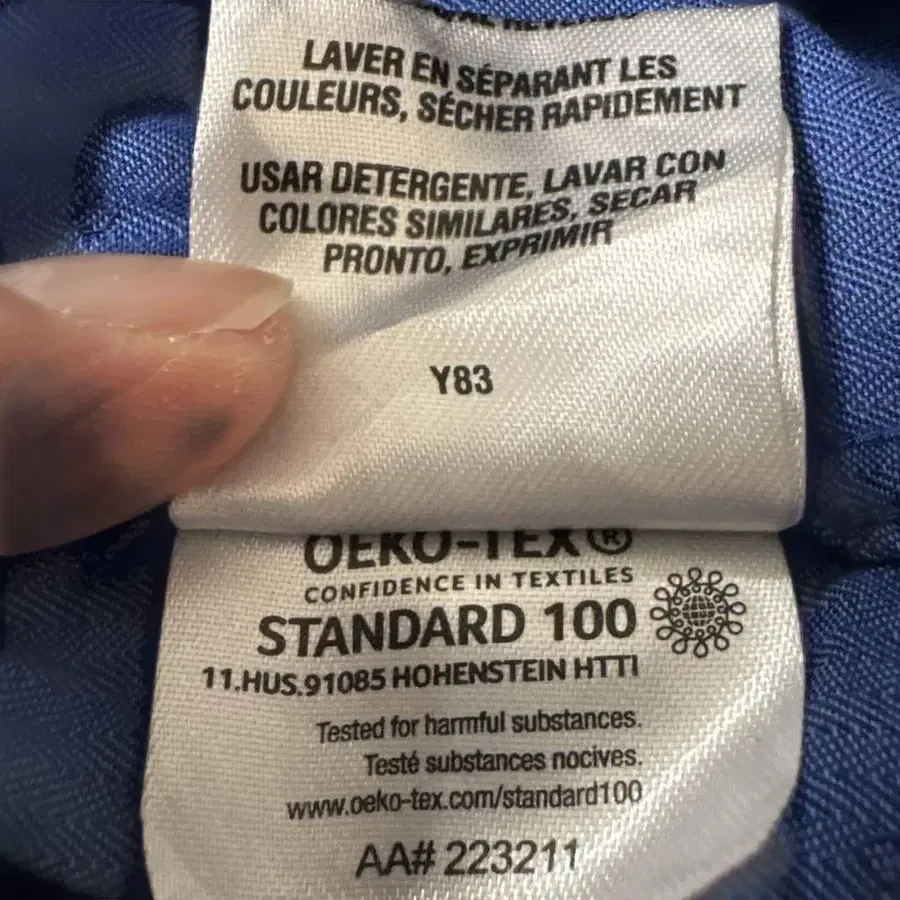 LAVER EN SÉPARANT LES
COULEURS, SÉCHER RAPIDEMENT
USAR DETERGENTE, LAVAR CON
COLORES SIMILARES, SECAR
PRONTO, EXPRIMIR
Y83
OEKO-TEX®
CONFIDENCE IN TEXTILES
STANDARD 100
11.HUS.91085 HOHENSTEIN HTTI
Tested for harmful substances.
Testé substances nocives.
www.oeko-tex.com/standard100
AA# 223211